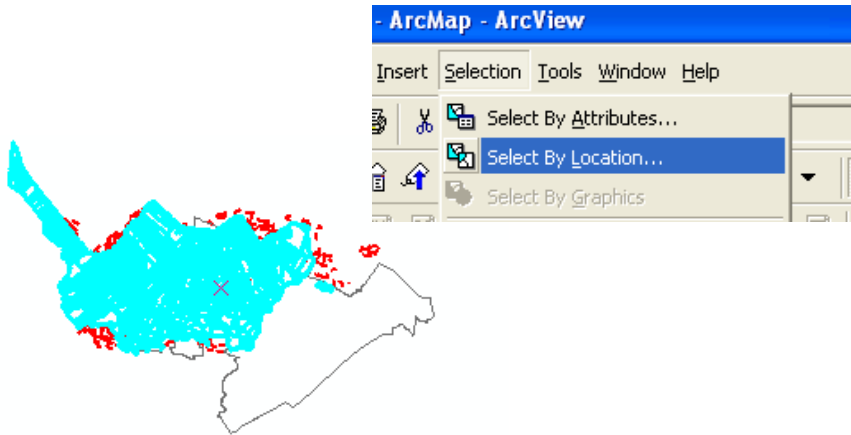 - ArcMap - ArcView
Insert Selection Tools Window Help
Select By Attributes...
Select By Location...
Select By Graphics